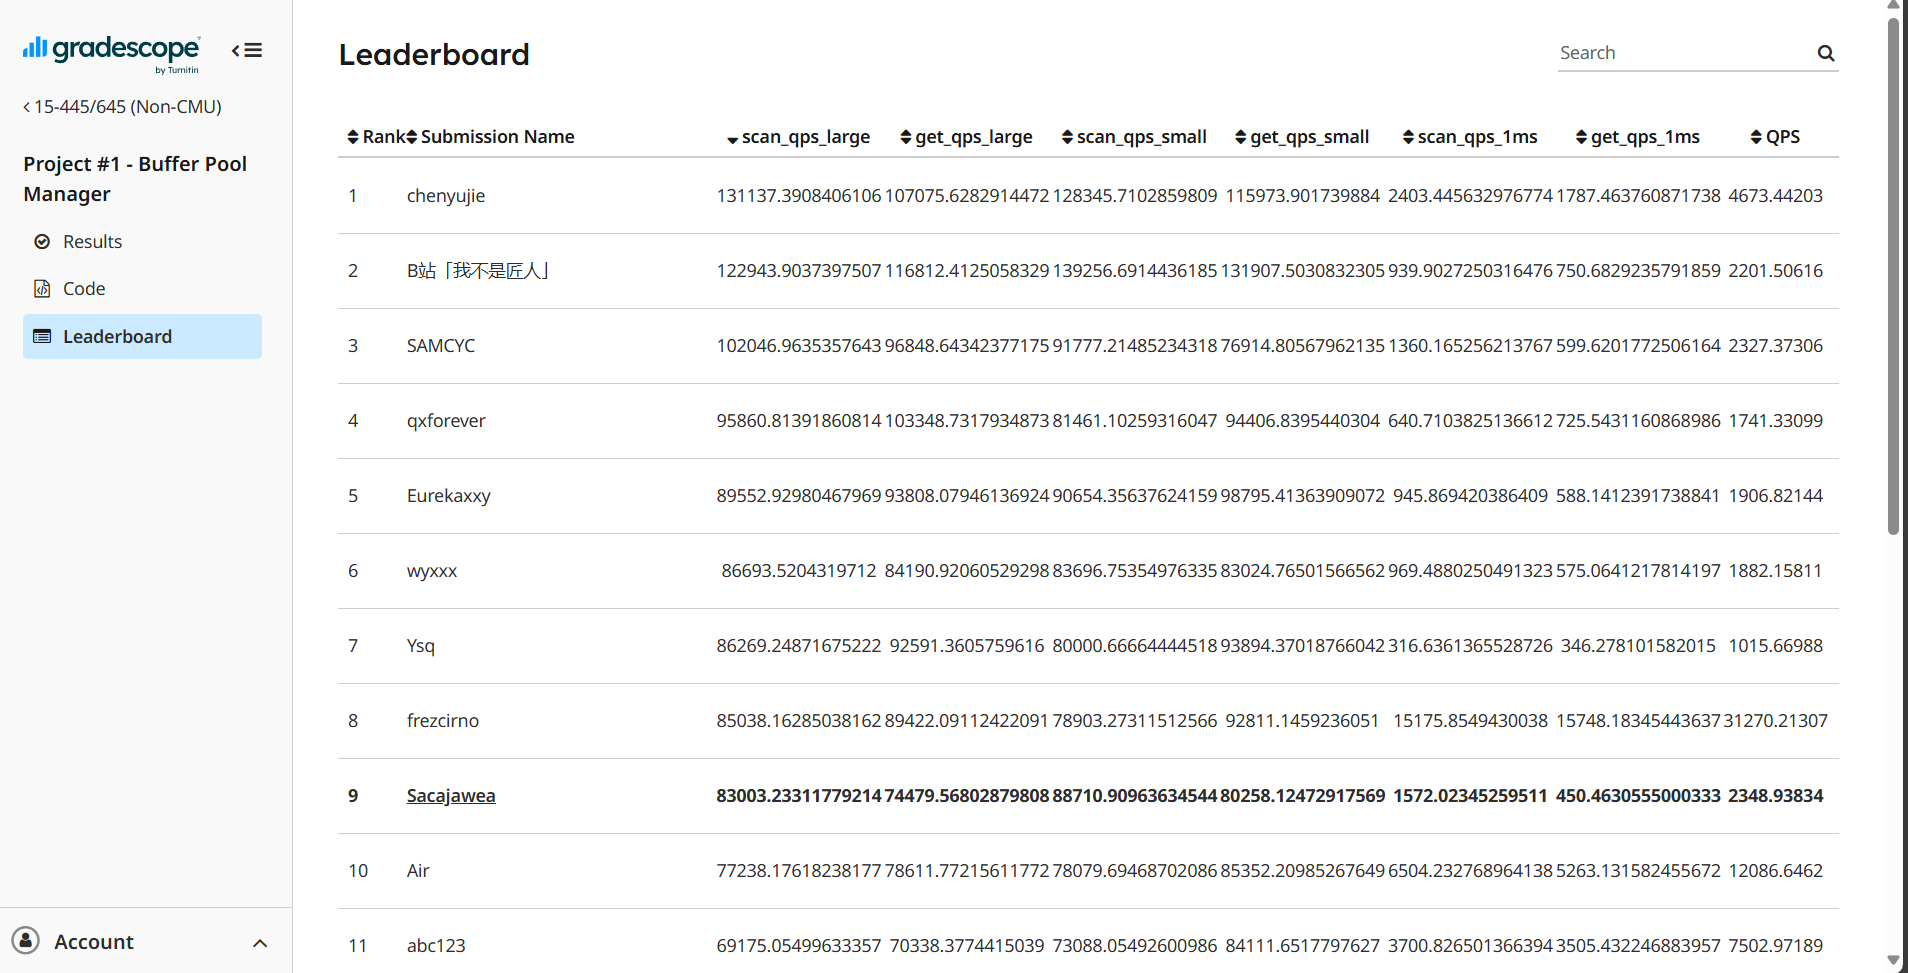 gradescope
by Turnitin
15-445/645 (Non-CMU)
Project #1 - Buffer Pool
Manager
Results
Code
Leaderboard
Account
Leaderboard
Search
Rank Submission Name scan_qps_large get_qps_large scan_qps_small get_qps_small scan_qps_1ms get_qps_1ms QPS
1 chenyujie 131137.3908406106 107075.6282914472 128345.7102859809 115973.901739884 2403.445632976774 1787.463760871738 4673.44203
2 B站「我不是匠人」 122943.9037397507 116812.4125058329 139256.6914436185 131907.5030832305 939.9027250316476 750.6829235791859 2201.50616
3 SAMCYC 102046.9635357643 96848.64342377175 91777.21485234318 76914.80567962135 1360.165256213767 599.6201772506164 2327.37306
4 qxforever 95860.81391860814 103348.7317934873 81461.10259316047 94406.8395440304 640.7103825136612 725.5431160868986 1741.33099
5 Eurekaxxy 89552.92980467969 93808.07946136924 90654.35637624159 98795.41363909072 945.869420386409 588.1412391738841 1906.82144
6 wyxxx 86693.5204319712 84190.92060529298 83696.75354976335 83024.76501566562 969.4880250491323 575.0641217814197 1882.15811
7 Ysq 86269.24871675222 92591.3605759616 80000.66664444518 93894.37018766042 316.6361365528726 346.278101582015 1015.66988
8 frezcirno 85038.16285038162 89422.09112422091 78903.27311512566 92811.1459236051 15175.8549430038 15748.18345443637 31270.21307
9 Sacajawea 83003.23311779214 74479.56802879808 88710.90963634544 80258.12472917569 1572.02345259511 450.4630555000333 2348.93834
10 Air 77238.17618238177 78611.77215611772 78079.69468702086 85352.20985267649 6504.232768964138 5263.131582455672 12086.6462
11 abc123 69175.05499633357 70338.3774415039 73088.05492600986 84111.6517797627 3700.826501366394 3505.432246883957 7502.97189